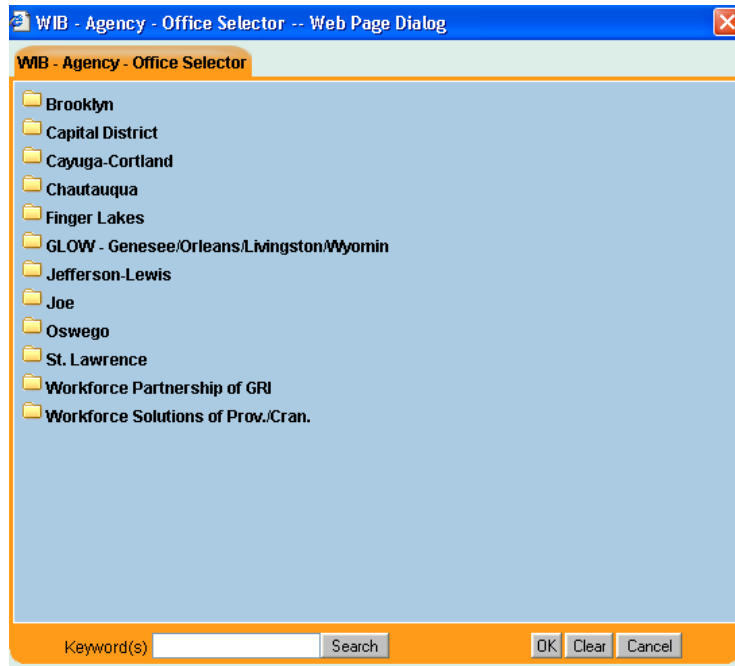 WIB - Agency - Office Selector -- Web Page Dialog
WIB - Agency - Office Selector
Brooklyn
Capital District
Cayuga-Cortland
Chautauqua
Finger Lakes
GLOW - Genesee/Orleans/Livingston/Wyomin
Jefferson-Lewis
Joe
Oswego
St. Lawrence
Workforce Partnership of GRI
Workforce Solutions of Prov./Cran.
Keyword(s) Search OK Clear Cancel